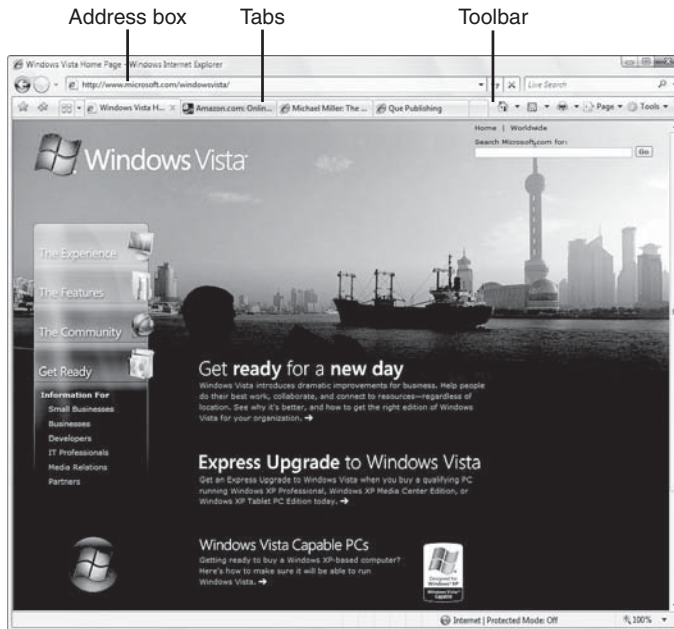 Address box
Tabs
Toolbar
Windows Vista Home Page - Windows Internet Explorer
http://www.microsoft.com/windowsvista/
Live Search
Windows Vista H...
Amazon.com: Onlin...
Michael Miller: The ...
Que Publishing
Page
Tools
Home | Worldwide
Search Microsoft.com for:
Go
Windows Vista
The Experience
The Features
The Community
Get Ready
Information For
Small Businesses
Businesses
Developers
IT Professionals
Media Relations
Partners
Get ready for a new day
Windows Vista introduces dramatic improvements for business. Help people
do their best work, collaborate, and connect to resources—regardless of
location. See why it's better, and how to get the right edition of Windows
Vista for your organization. →
Express Upgrade to Windows Vista
Get an Express Upgrade to Windows Vista when you buy a qualifying PC
running Windows XP Professional, Windows XP Media Center Edition, or
Windows XP Tablet PC Edition today. →
Windows Vista Capable PCs
Getting ready to buy a Windows XP-based computer?
Here's how to make sure it will be able to run
Windows Vista. →
Designed for
Windows® XP
Windows Vista™
Capable
Internet | Protected Mode: Off
100%